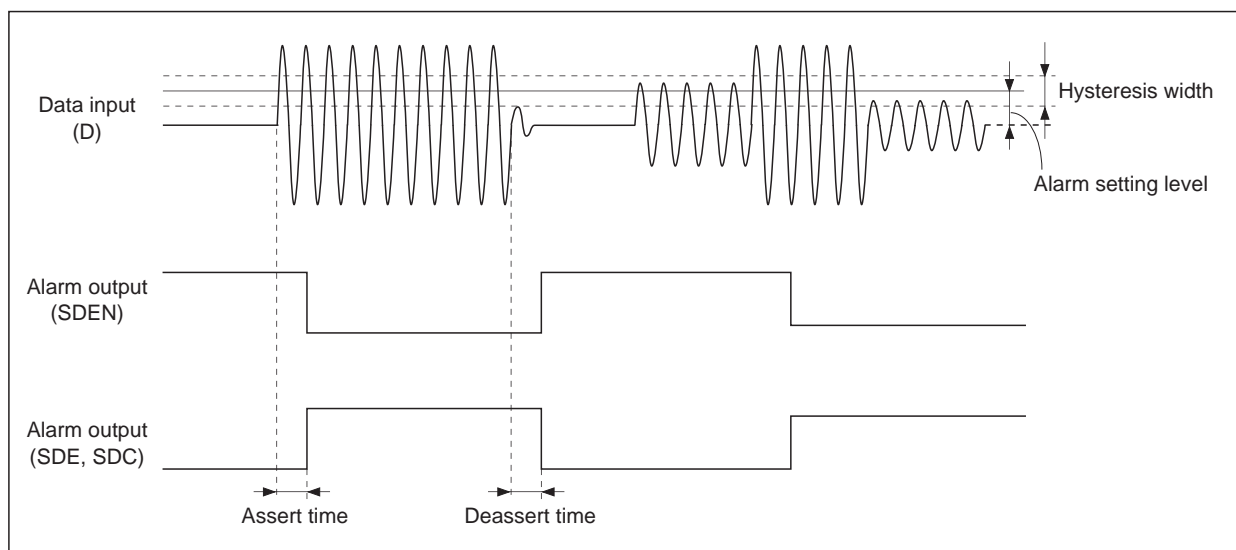 Data input
(D)
Hysteresis width
Alarm setting level
Alarm output
(SDEN)
Alarm output
(SDE, SDC)
Assert time
Deassert time